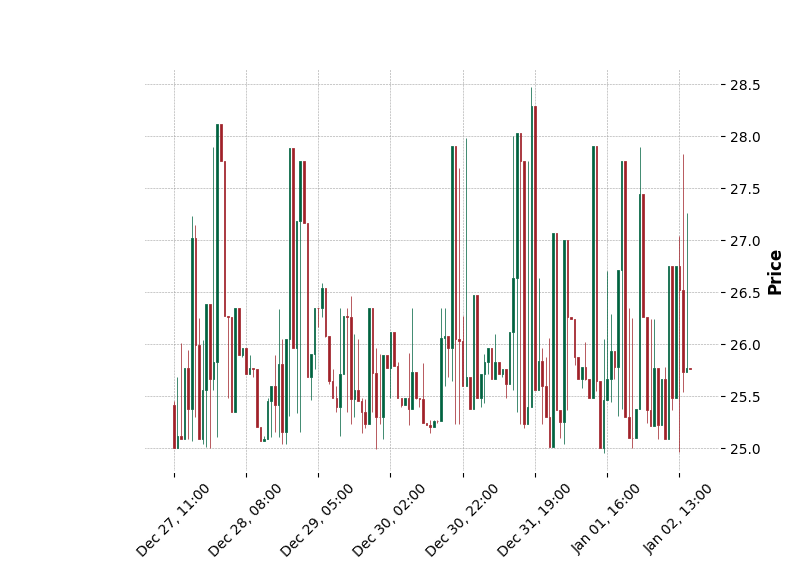 28.5
28.0
27.5
27.0
26.5
26.0
25.5
25.0
Price
Dec 27, 11:00
Dec 28, 08:00
Dec 29, 05:00
Dec 30, 02:00
Dec 30, 22:00
Dec 31, 19:00
Jan 01, 16:00
Jan 02, 13:00